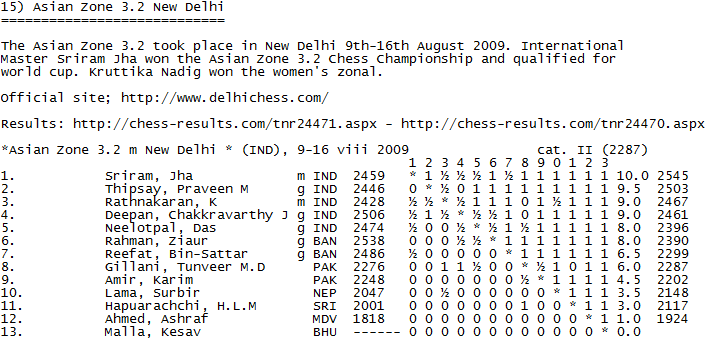 15) Asian Zone 3.2 New Delhi
============================
The Asian Zone 3.2 took place in New Delhi 9th-16th August 2009. International
Master Sriram Jha won the Asian Zone 3.2 Chess Championship and qualified for
world cup. Kruttika Nadig won the women's zonal.
Official site; http://www.delhichess.com/
Results: http://chess-results.com/tnr24471.aspx - http://chess-results.com/tnr24470.aspx
*Asian Zone 3.2 m New Delhi * (IND), 9-16 viii 2009 cat. II (2287)
1 2 3 4 5 6 7 8 9 0 1 2 3
1. Sriram, Jha m IND 2459 * 1 ½ ½ ½ 1 ½ 1 1 1 1 1 1 10.0 2545
2. Thipsay, Praveen M g IND 2446 0 * ½ 0 1 1 1 1 1 1 1 1 1 9.5 2503
3. Rathnakaran, K m IND 2428 ½ ½ * ½ 1 1 1 0 1 ½ 1 1 1 9.0 2467
4. Deepan, Chakkravarthy J g IND 2506 ½ 1 ½ * ½ ½ 1 0 1 1 1 1 1 9.0 2461
5. Neelotpal, Das g IND 2474 ½ 0 0 ½ * ½ 1 ½ 1 1 1 1 1 8.0 2396
6. Rahman, Ziaur g BAN 2538 0 0 0 ½ ½ * 1 1 1 1 1 1 1 8.0 2390
7. Reefat, Bin-Sattar g BAN 2486 ½ 0 0 0 0 0 * 1 1 1 1 1 1 6.5 2299
8. Gillani, Tunveer M.D PAK 2276 0 0 1 1 ½ 0 0 * ½ 1 0 1 1 6.0 2287
9. Amir, Karim PAK 2248 0 0 0 0 0 0 0 ½ * 1 1 1 1 4.5 2202
10. Lama, Surbir NEP 2047 0 0 ½ 0 0 0 0 0 0 * 1 1 1 3.5 2148
11. Hapuarachchi, H.L.M SRI 2001 0 0 0 0 0 0 0 1 0 0 * 1 1 3.0 2117
12. Ahmed, Ashraf MDV 1818 0 0 0 0 0 0 0 0 0 0 0 * 1 1.0 1924
13. Malla, Kesav BHU ------ 0 0 0 0 0 0 0 0 0 0 0 0 * 0.0